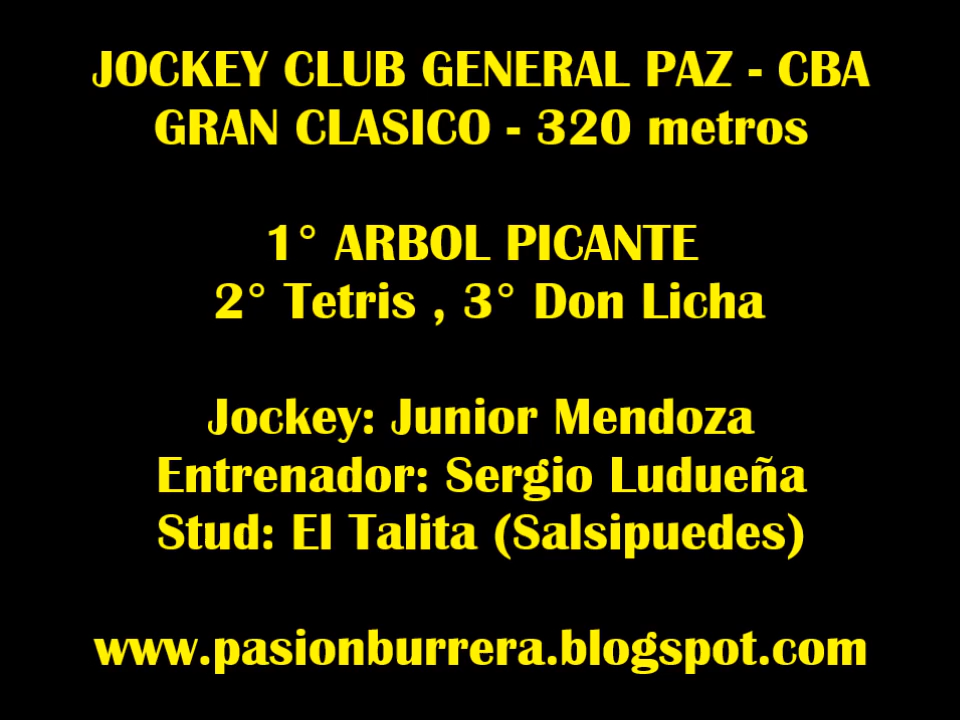 JOCKEY CLUB GENERAL PAZ - CBA
GRAN CLASICO - 320 metros
1° ARBOL PICANTE
2° Tetris , 3° Don Licha
Jockey: Junior Mendoza
Entrenador: Sergio Ludueña
Stud: El Talita (Salsipuedes)
www.pasionburrera.blogspot.com